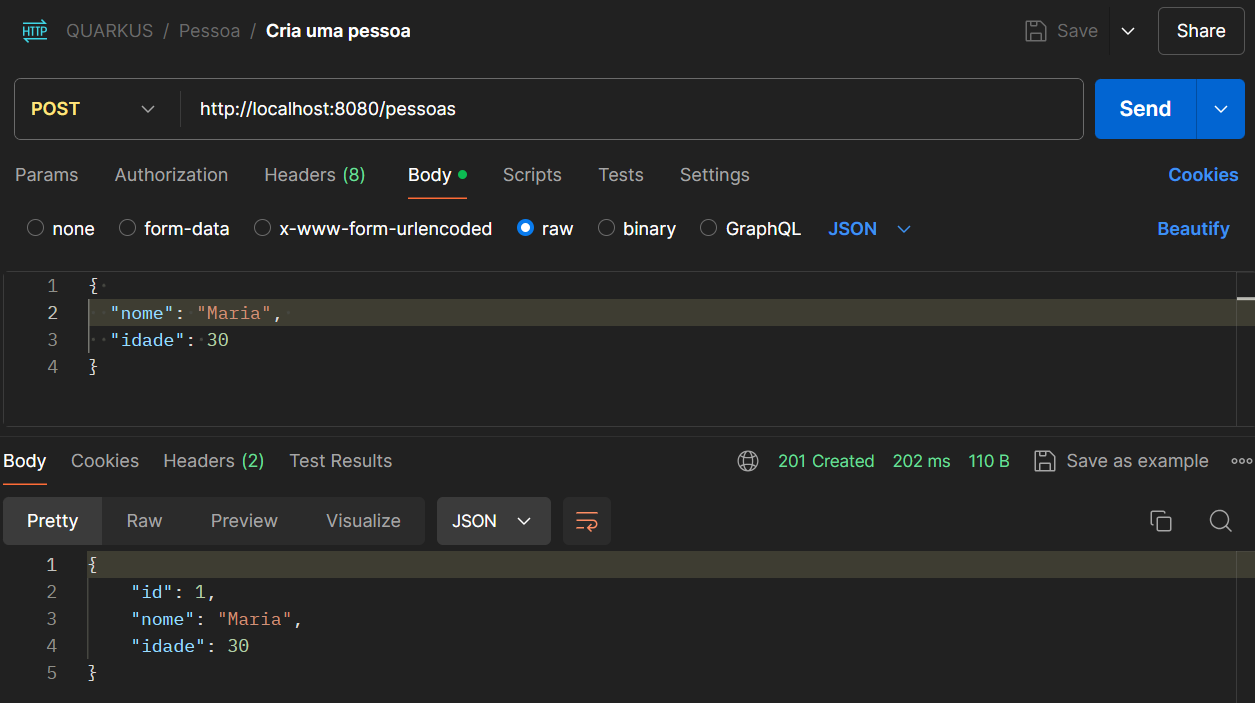 HTTP QUARKUS / Pessoa / Cria uma pessoa Save Share
POST http://localhost:8080/pessoas Send
Params Authorization Headers (8) Body Scripts Tests Settings Cookies
none form-data x-www-form-urlencoded raw binary GraphQL JSON Beautify
1 {
2 "nome": "Maria",
3 "idade": 30
4 }
Body Cookies Headers (2) Test Results 201 Created 202 ms 110 B Save as example
Pretty Raw Preview Visualize JSON
1 {
2 "id": 1,
3 "nome": "Maria",
4 "idade": 30
5 }